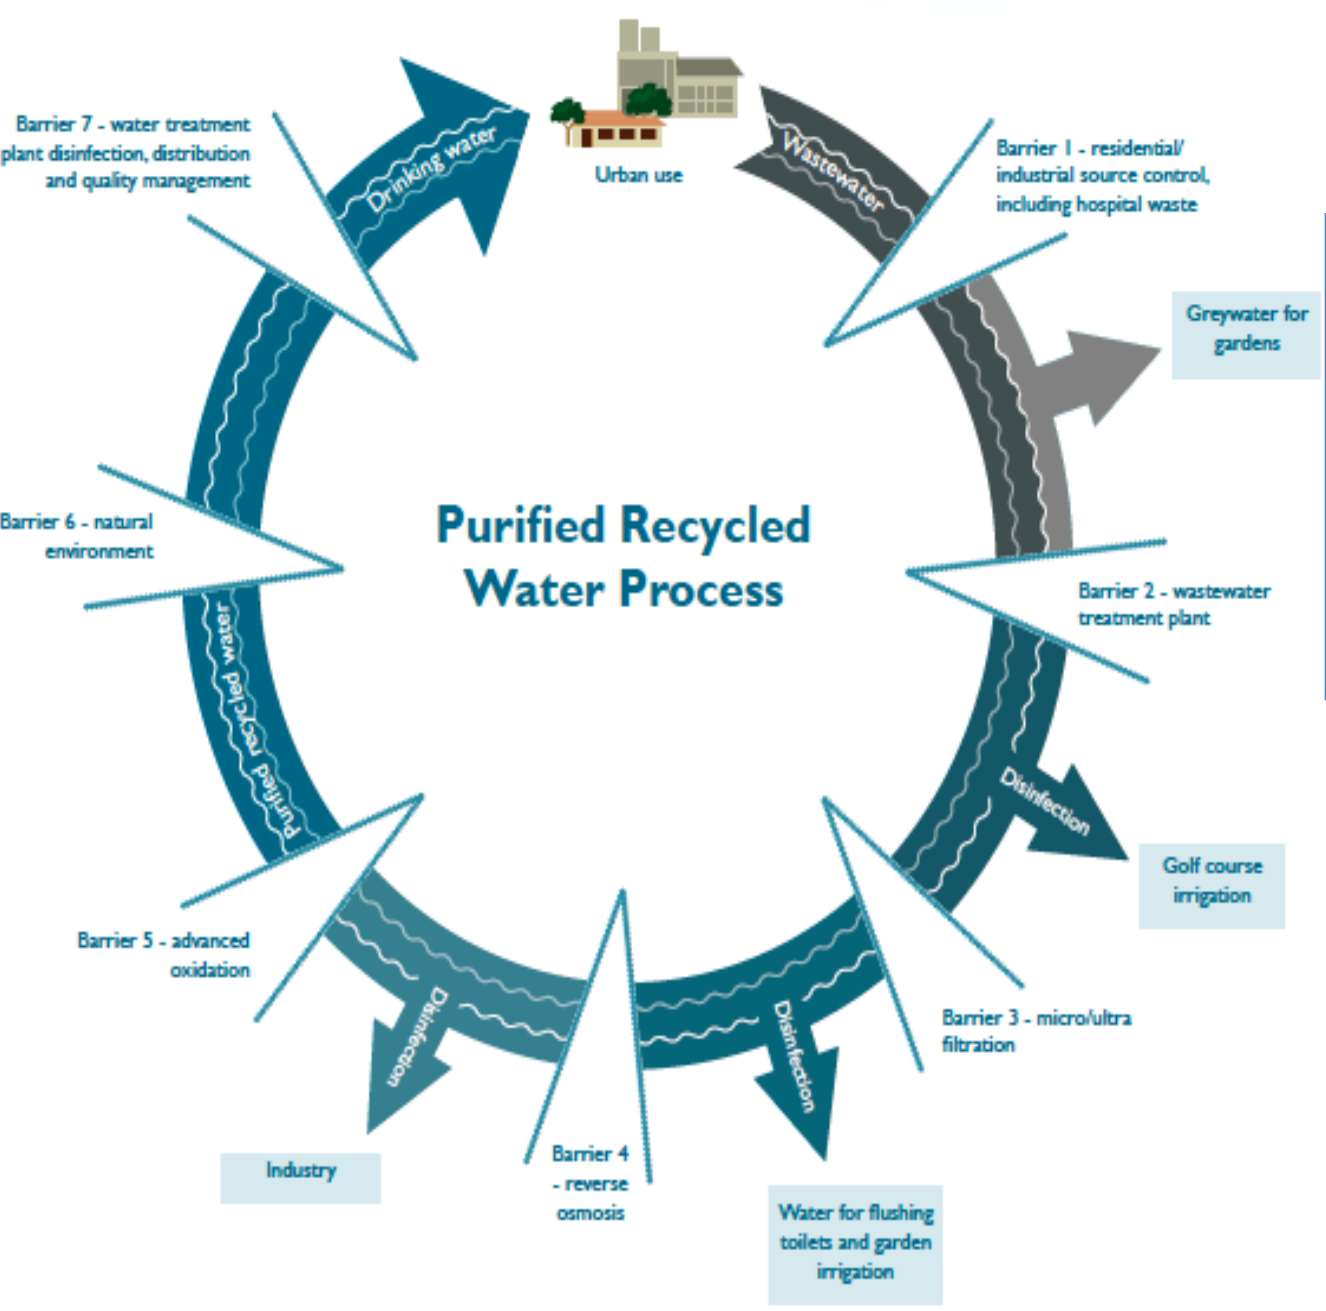 Urban use
Wastewater
Barrier 1 - residential/
industrial source control,
including hospital waste
Greywater for
gardens
Barrier 2 - wastewater
treatment plant
Disinfection
Golf course
irrigation
Barrier 3 - micro/ultra
filtration
Disinfection
Water for flushing
toilets and garden
irrigation
Barrier 4
- reverse
osmosis
Disinfection
Industry
Barrier 5 - advanced
oxidation
Purified recycled water
Barrier 6 - natural
environment
Barrier 7 - water treatment
plant disinfection, distribution
and quality management
Drinking water
Purified Recycled
Water Process